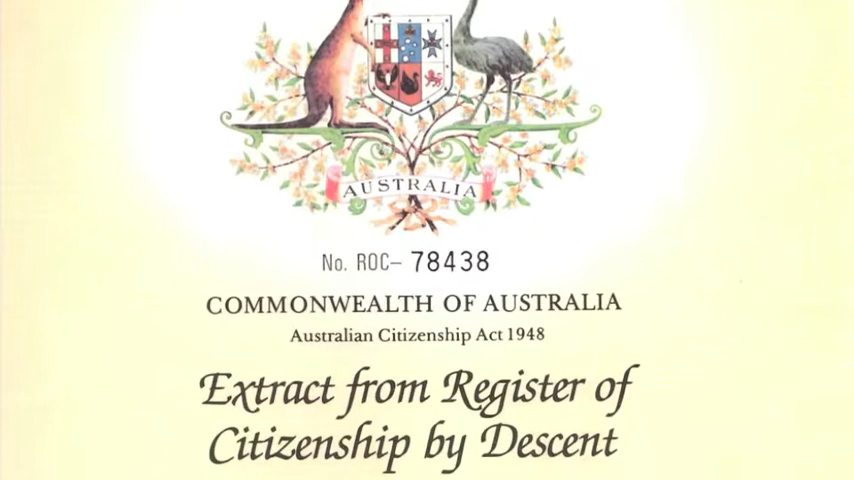 AUSTRALIA
No. ROC– 78438
COMMONWEALTH OF AUSTRALIA
Australian Citizenship Act 1948
Extract from Register of
Citizenship by Descent